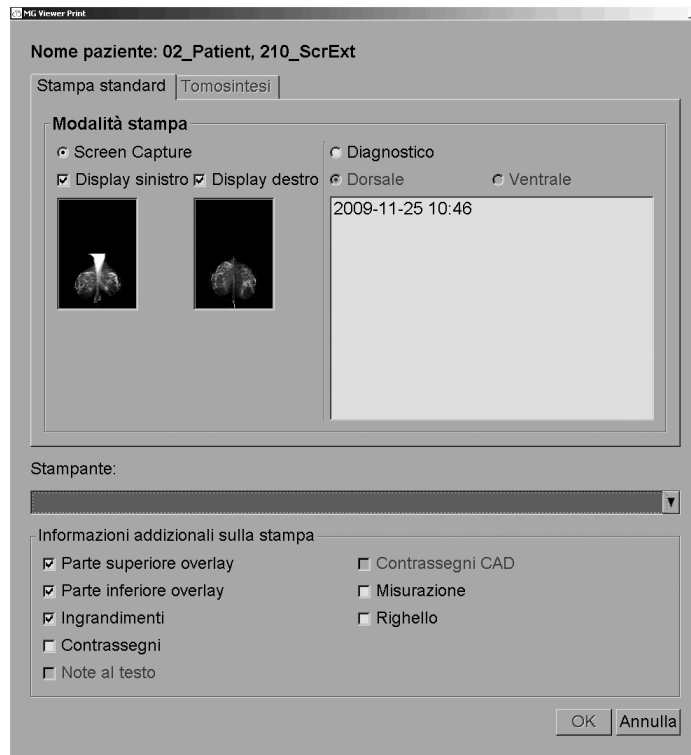 MG Viewer Print
Nome paziente: 02_Patient, 210_ScrExt
Stampa standard Tomosintesi
Modalità stampa
Screen Capture
Display sinistro Display destro
Diagnostico
Dorsale Ventrale
2009-11-25 10:46
Stampante:
Informazioni addizionali sulla stampa
Parte superiore overlay
Parte inferiore overlay
Ingrandimenti
Contrassegni
Note al testo
Contrassegni CAD
Misurazione
Righello
OK Annulla